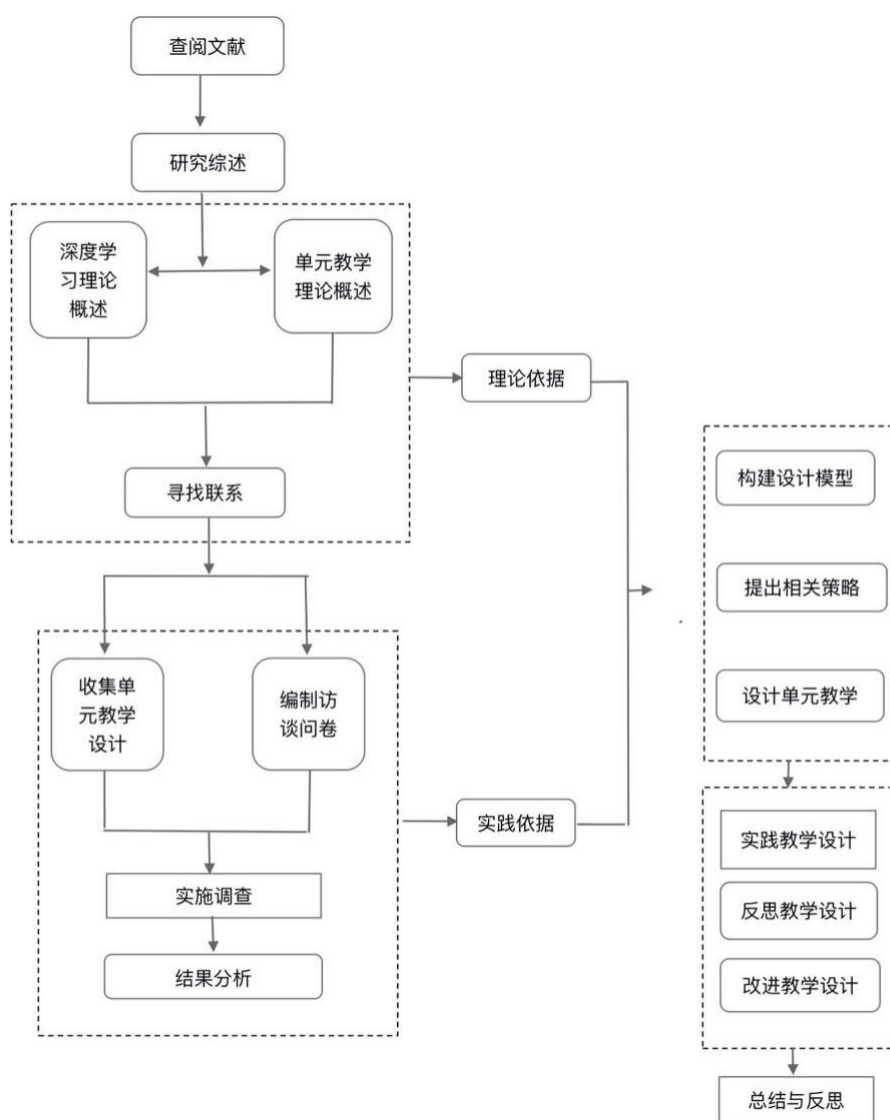 查阅文献
研究综述
深度学
习理论
概述
单元教学
理论概述
寻找联系
理论依据
收集单
元教学
设计
编制访
谈问卷
实施调查
结果分析
实践依据
构建设计模型
提出相关策略
设计单元教学
实践教学设计
反思教学设计
改进教学设计
总结与反思